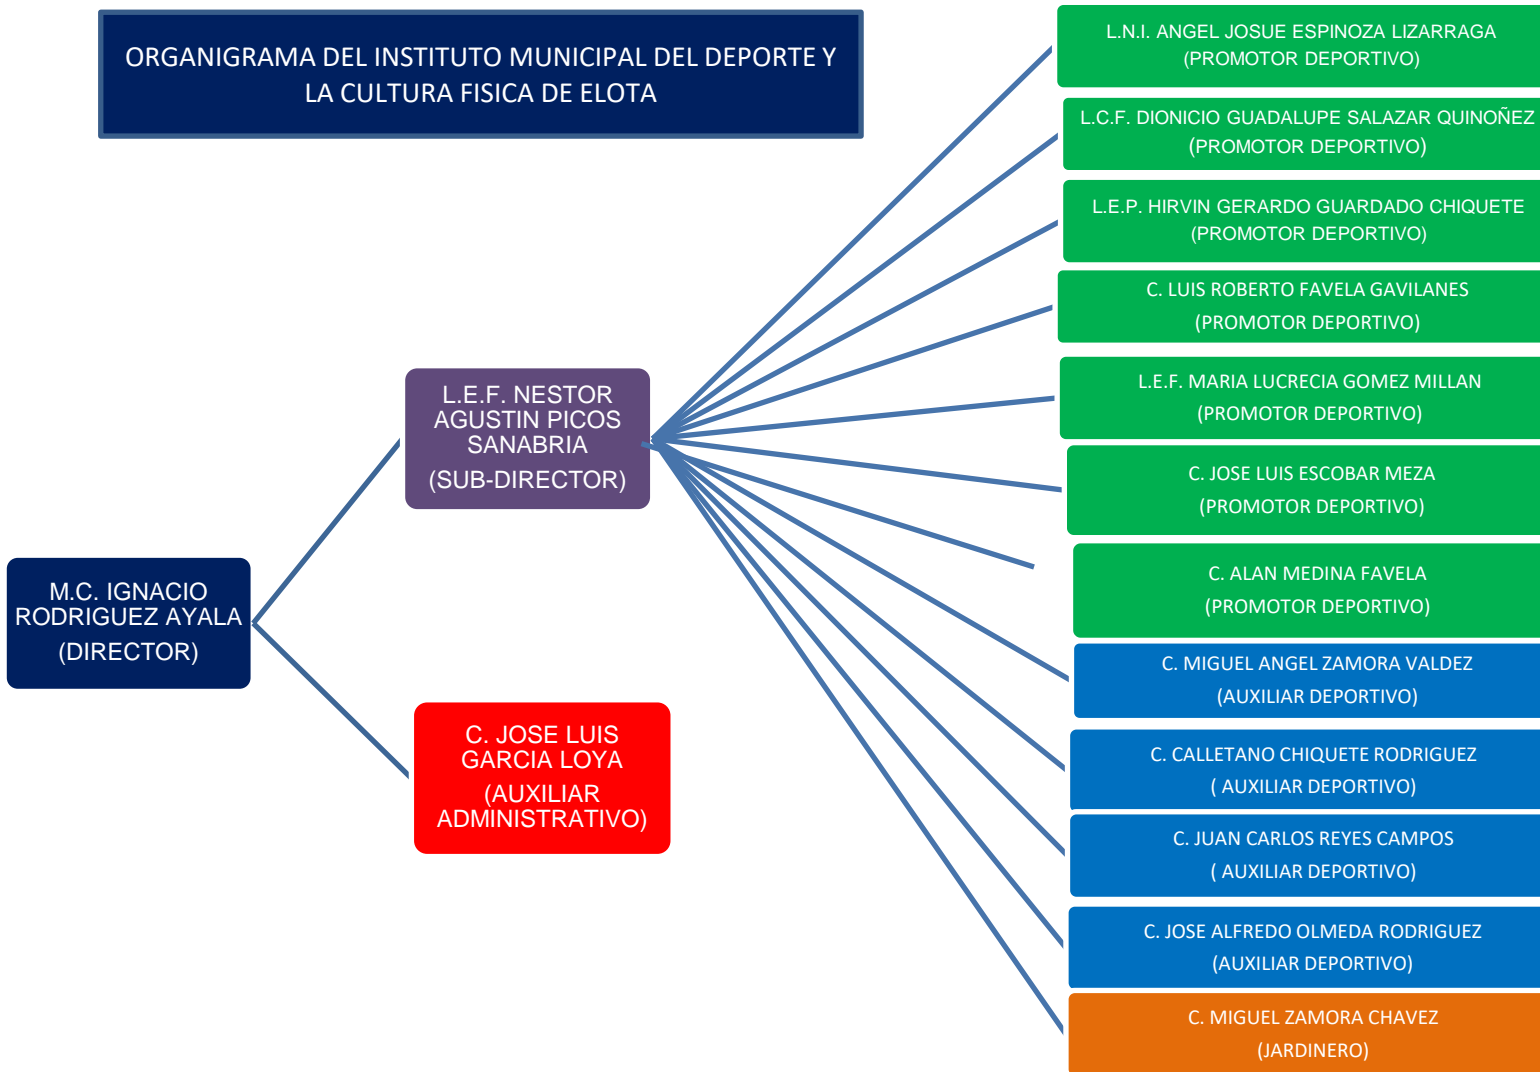 ORGANIGRAMA DEL INSTITUTO MUNICIPAL DEL DEPORTE Y
LA CULTURA FISICA DE ELOTA
M.C. IGNACIO
RODRIGUEZ AYALA
(DIRECTOR)
L.E.F. NESTOR
AGUSTIN PICOS
SANABRIA
(SUB-DIRECTOR)
C. JOSE LUIS
GARCIA LOYA
(AUXILIAR
ADMINISTRATIVO)
L.N.I. ANGEL JOSUE ESPINOZA LIZARRAGA
(PROMOTOR DEPORTIVO)
L.C.F. DIONICIO GUADALUPE SALAZAR QUINOÑEZ
(PROMOTOR DEPORTIVO)
L.E.P. HIRVIN GERARDO GUARDADO CHIQUETE
(PROMOTOR DEPORTIVO)
C. LUIS ROBERTO FAVELA GAVILANES
(PROMOTOR DEPORTIVO)
L.E.F. MARIA LUCRECIA GOMEZ MILLAN
(PROMOTOR DEPORTIVO)
C. JOSE LUIS ESCOBAR MEZA
(PROMOTOR DEPORTIVO)
C. ALAN MEDINA FAVELA
(PROMOTOR DEPORTIVO)
C. MIGUEL ANGEL ZAMORA VALDEZ
(AUXILIAR DEPORTIVO)
C. CALLETANO CHIQUETE RODRIGUEZ
( AUXILIAR DEPORTIVO)
C. JUAN CARLOS REYES CAMPOS
( AUXILIAR DEPORTIVO)
C. JOSE ALFREDO OLMEDA RODRIGUEZ
(AUXILIAR DEPORTIVO)
C. MIGUEL ZAMORA CHAVEZ
(JARDINERO)